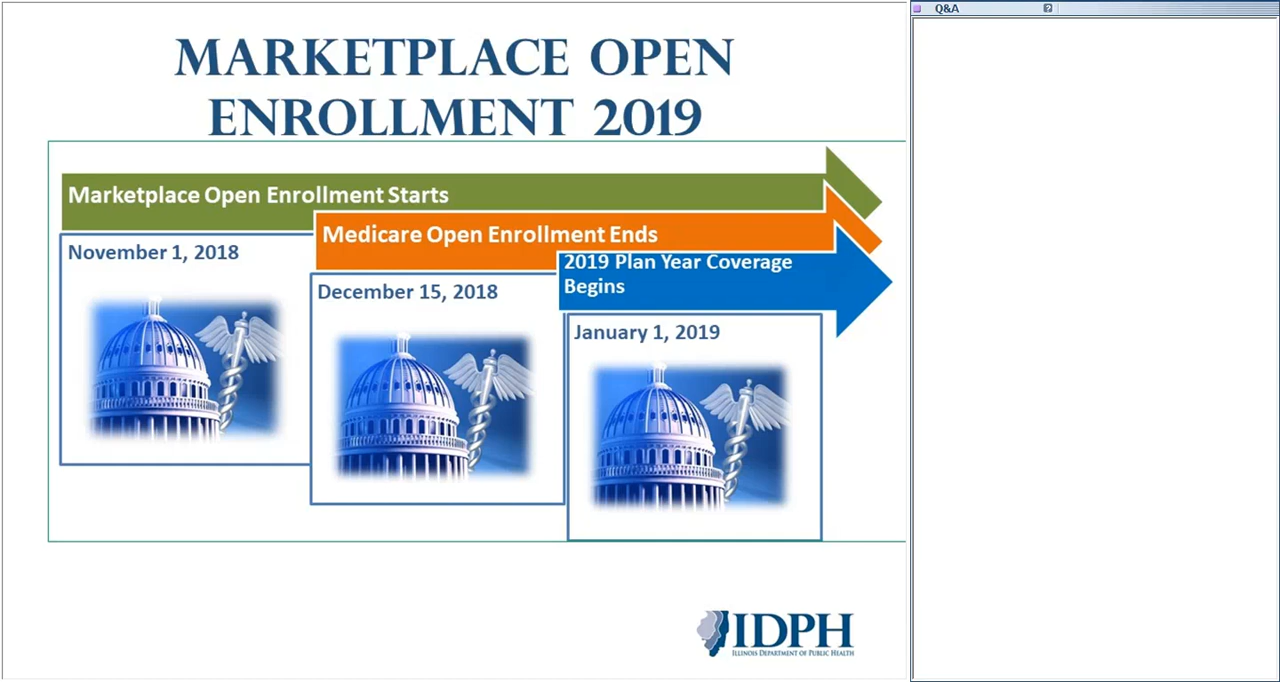 MARKETPLACE OPEN
ENROLLMENT 2019
Marketplace Open Enrollment Starts
November 1, 2018
Medicare Open Enrollment Ends
December 15, 2018
2019 Plan Year Coverage
Begins
January 1, 2019
IDPH
ILLINOIS DEPARTMENT OF PUBLIC HEALTH
Q&A
?